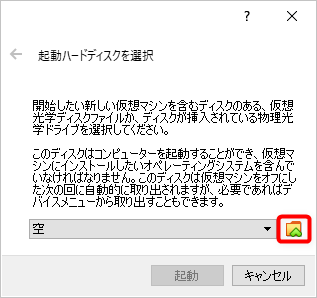 ?
起動ハードディスクを選択
開始したい新しい仮想マシンを含むディスクのある、仮想
光学ディスクファイルか、ディスクが挿入されている物理光
学ドライブを選択してください。
このディスクはコンピューターを起動することができ、仮想マ
シンにインストールしたいオペレーティングシステムを含んで
いなければなりません。このディスクは仮想マシンをオフにし
た次の回に自動的に取り出されますが、必要であればデ
バイスメニューから取り出すこともできます。
空
起動
キャンセル